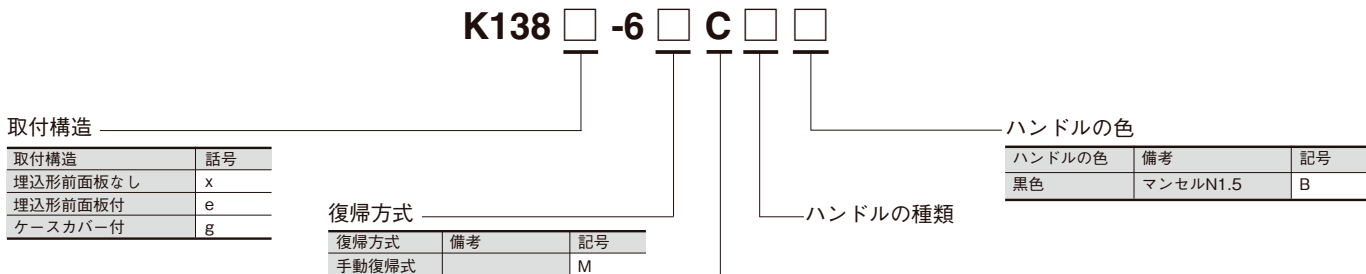 K138 □ -6 □ C □ □
取付構造
取付構造 話号
埋込形前面板なし x
埋込形前面板付 e
ケースカバー付 g
復帰方式
復帰方式 備考 記号
手動復帰式 M
ハンドルの種類
ハンドルの色
ハンドルの色 備考 記号
黒色 マンセルN1.5 B